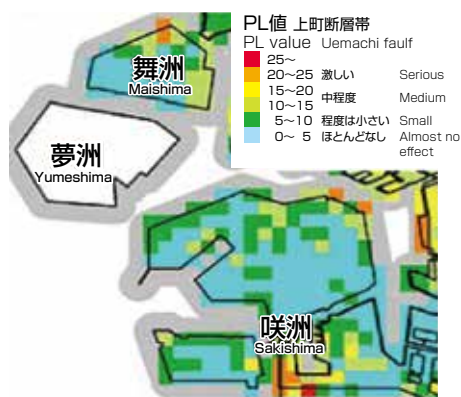 PL値 上町断層帯
PL value Uemachi faulf
25～
20～25 激しい Serious
15～20
中程度 Medium
10～15
5～10 程度は小さい Small
0～ 5 ほとんどなし Almost no
effect
舞洲
Maishima
夢洲
Yumeshima
咲洲
Sakishima